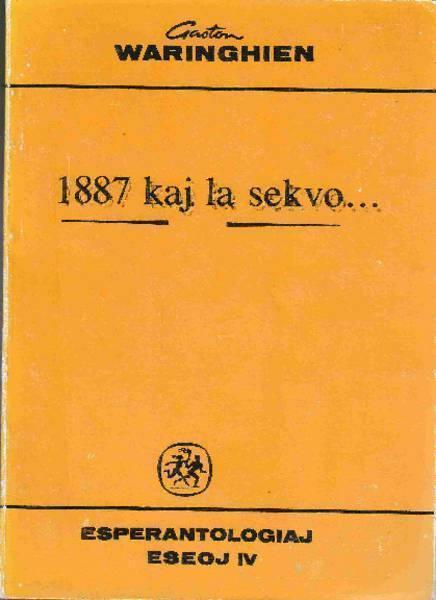 Gaston
WARINGHIEN
1887 kaj la sekvo...
ESPERANTOLOGIAJ
ESEOJ IV